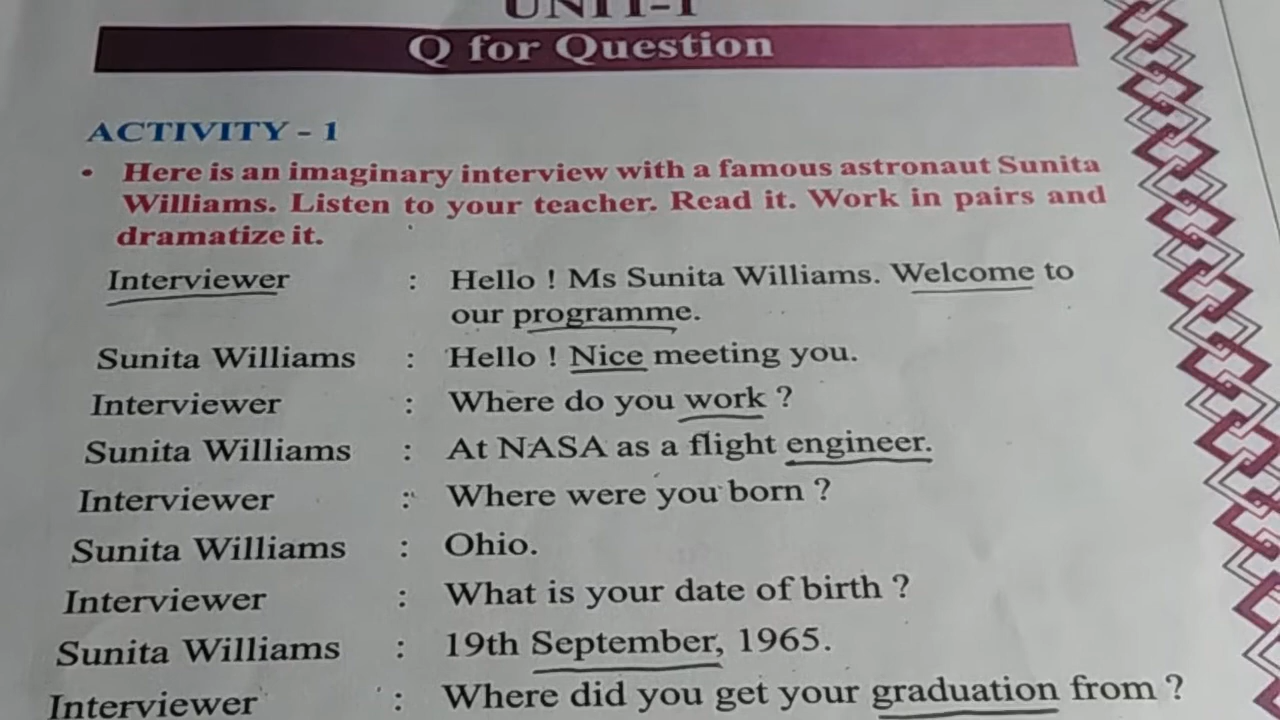 UNIT-1
Q for Question
ACTIVITY - 1
• Here is an imaginary interview with a famous astronaut Sunita
Williams. Listen to your teacher. Read it. Work in pairs and
dramatize it.
Interviewer : Hello ! Ms Sunita Williams. Welcome to
our programme.
Sunita Williams : Hello ! Nice meeting you.
Interviewer : Where do you work ?
Sunita Williams : At NASA as a flight engineer.
Interviewer : Where were you born ?
Sunita Williams : Ohio.
Interviewer : What is your date of birth ?
Sunita Williams : 19th September, 1965.
Interviewer : Where did you get your graduation from ?